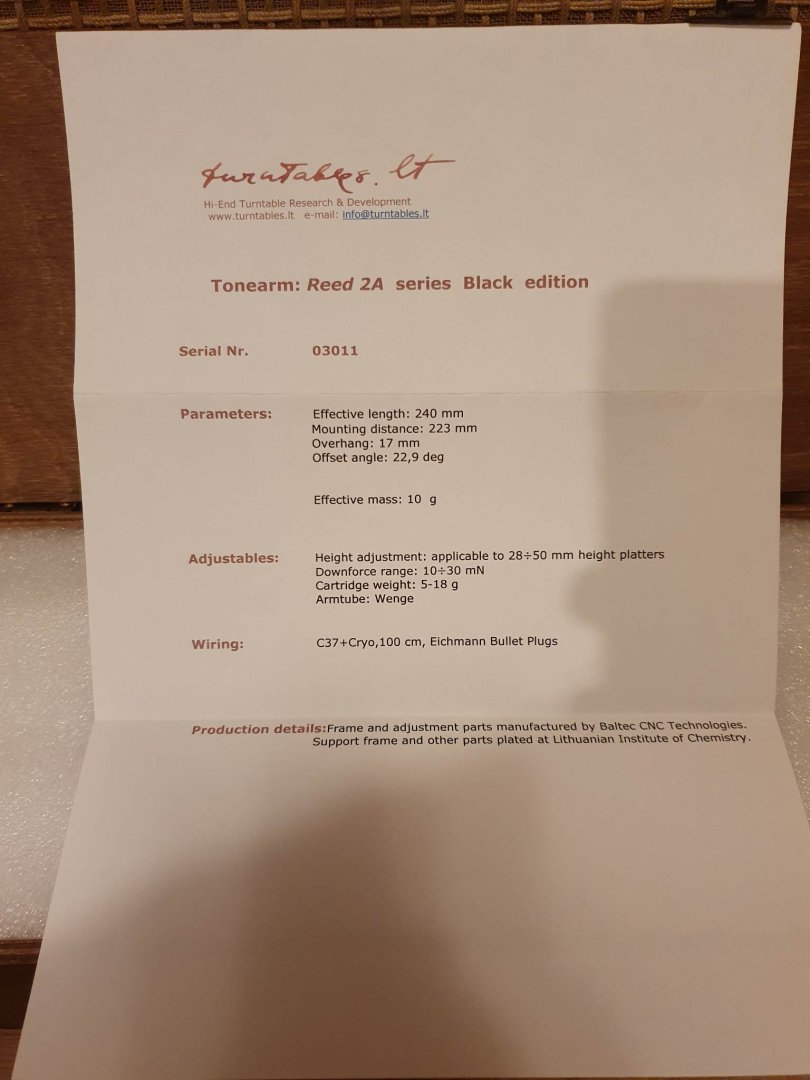 turntables.lt
Hi-End Turntable Research & Development
www.turntables.lt e-mail: info@turntables.lt
Tonearm: Reed 2A series Black edition
Serial Nr. 03011
Parameters: Effective length: 240 mm
Mounting distance: 223 mm
Overhang: 17 mm
Offset angle: 22,9 deg
Effective mass: 10 g
Adjustables: Height adjustment: applicable to 28÷50 mm height platters
Downforce range: 10÷30 mN
Cartridge weight: 5-18 g
Armtube: Wenge
Wiring: C37+Cryo,100 cm, Eichmann Bullet Plugs
Production details:Frame and adjustment parts manufactured by Baltec CNC Technologies.
Support frame and other parts plated at Lithuanian Institute of Chemistry.